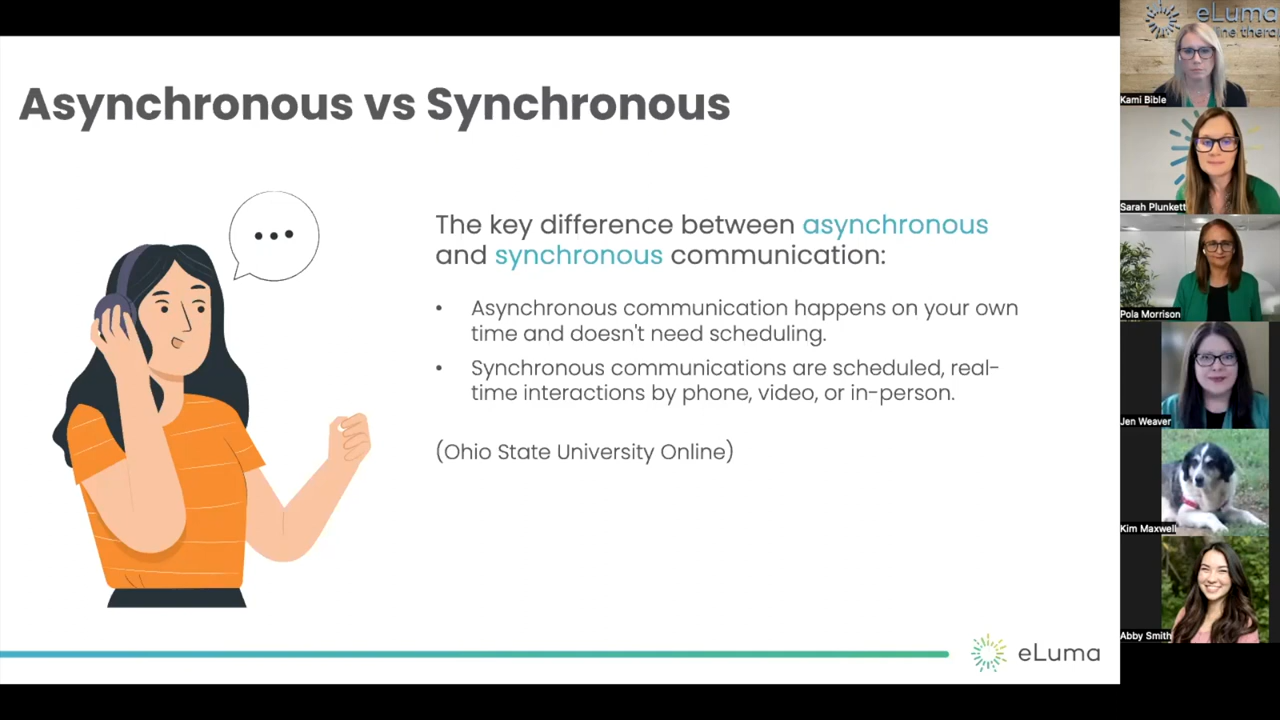 Asynchronous vs Synchronous
The key difference between asynchronous
and synchronous communication:
• Asynchronous communication happens on your own
time and doesn't need scheduling.
• Synchronous communications are scheduled, real-
time interactions by phone, video, or in-person.
(Ohio State University Online)
eLuma
eLuma
Kami Bible
Sarah Plunkett
Pola Morrison
Jen Weaver
Kim Maxwell
Abby Smith